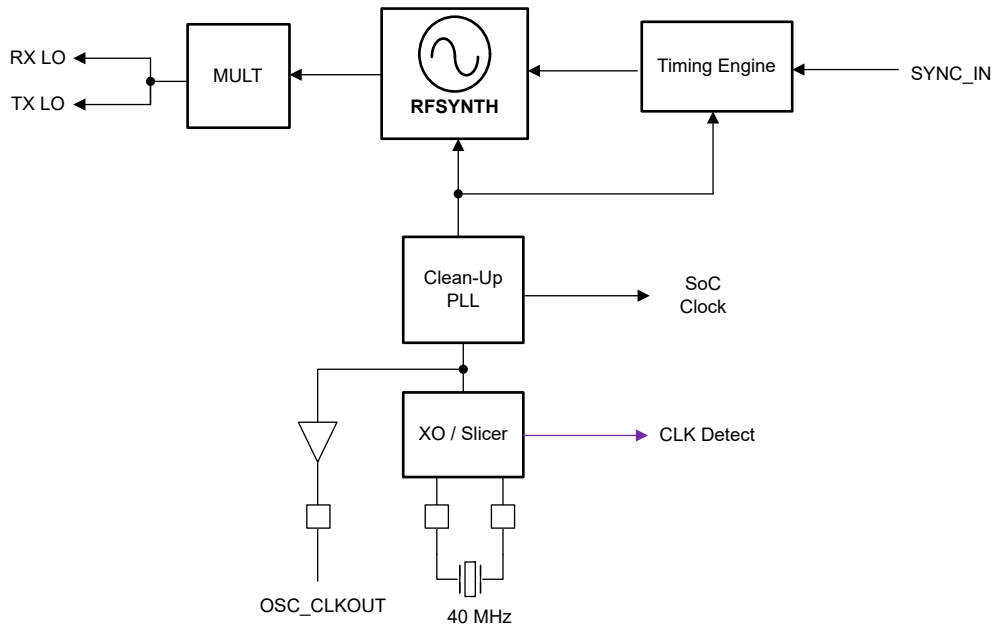 RX LO
TX LO
MULT
RFSYNTH
Timing Engine
SYNC_IN
Clean-Up
PLL
SoC
Clock
XO / Slicer
CLK Detect
OSC_CLKOUT
40 MHz